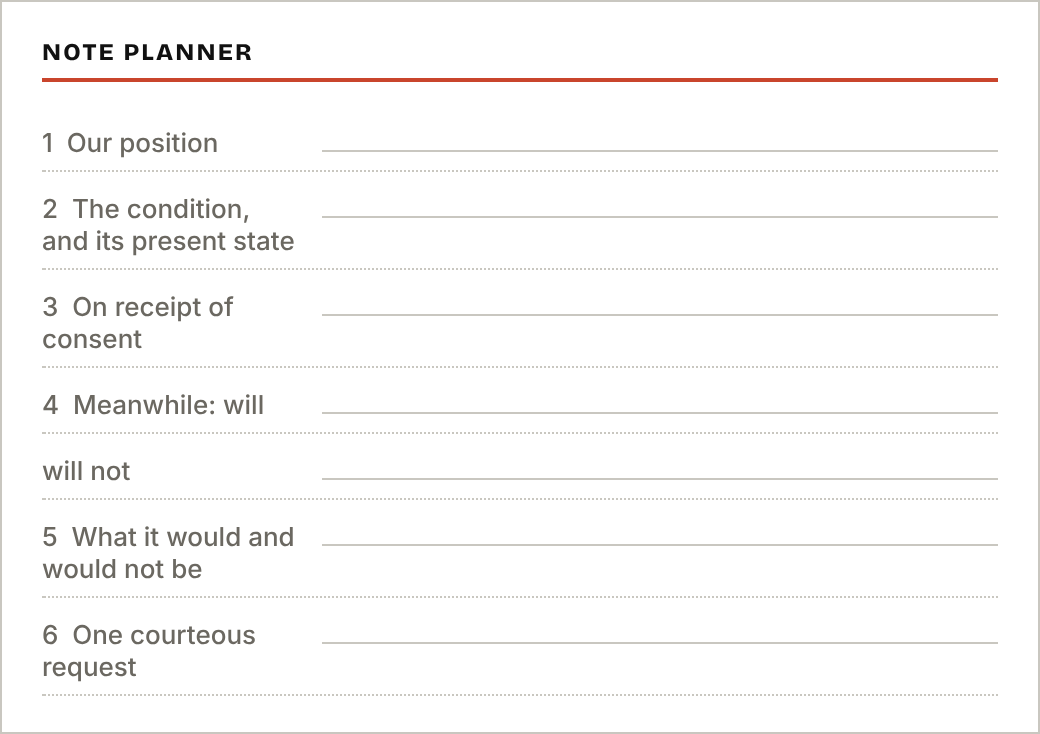 NOTE PLANNER
1 Our position
2 The condition,
and its present state
3 On receipt of
consent
4 Meanwhile: will
will not
5 What it would and
would not be
6 One courteous
request